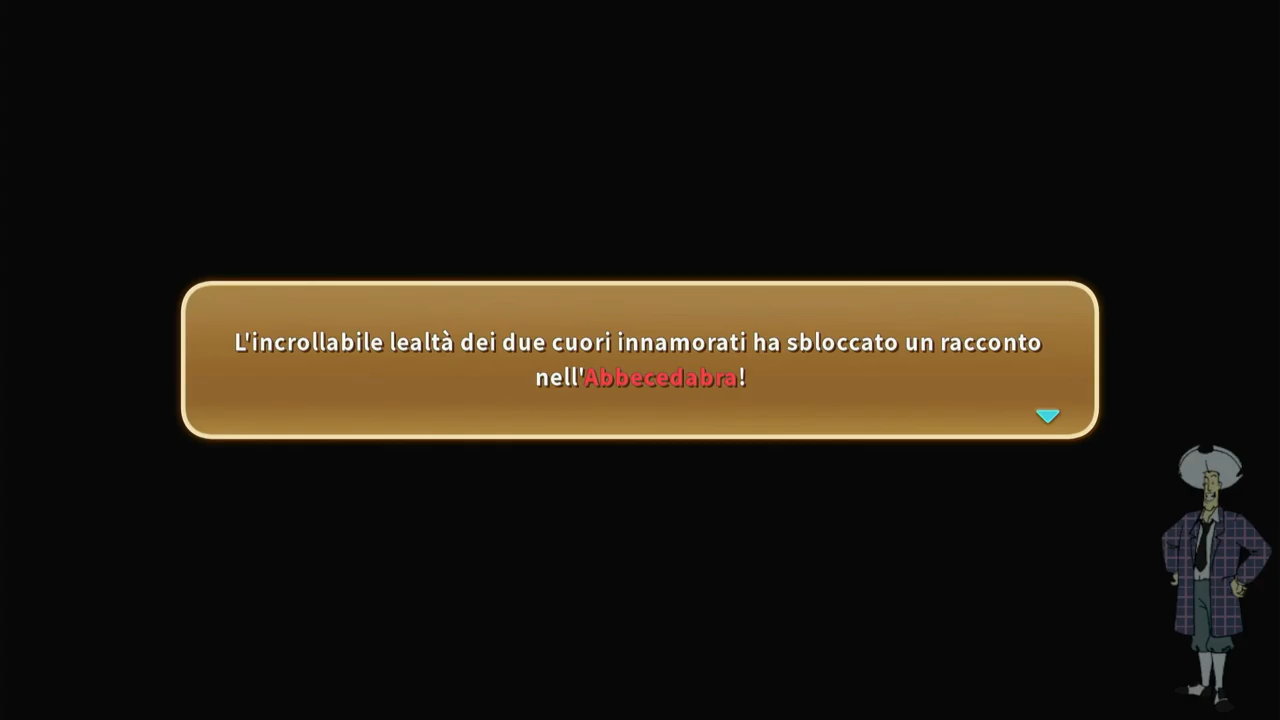 L'incrollabile lealtà dei due cuori innamorati ha sbloccato un racconto
nell'Abbecedabra!